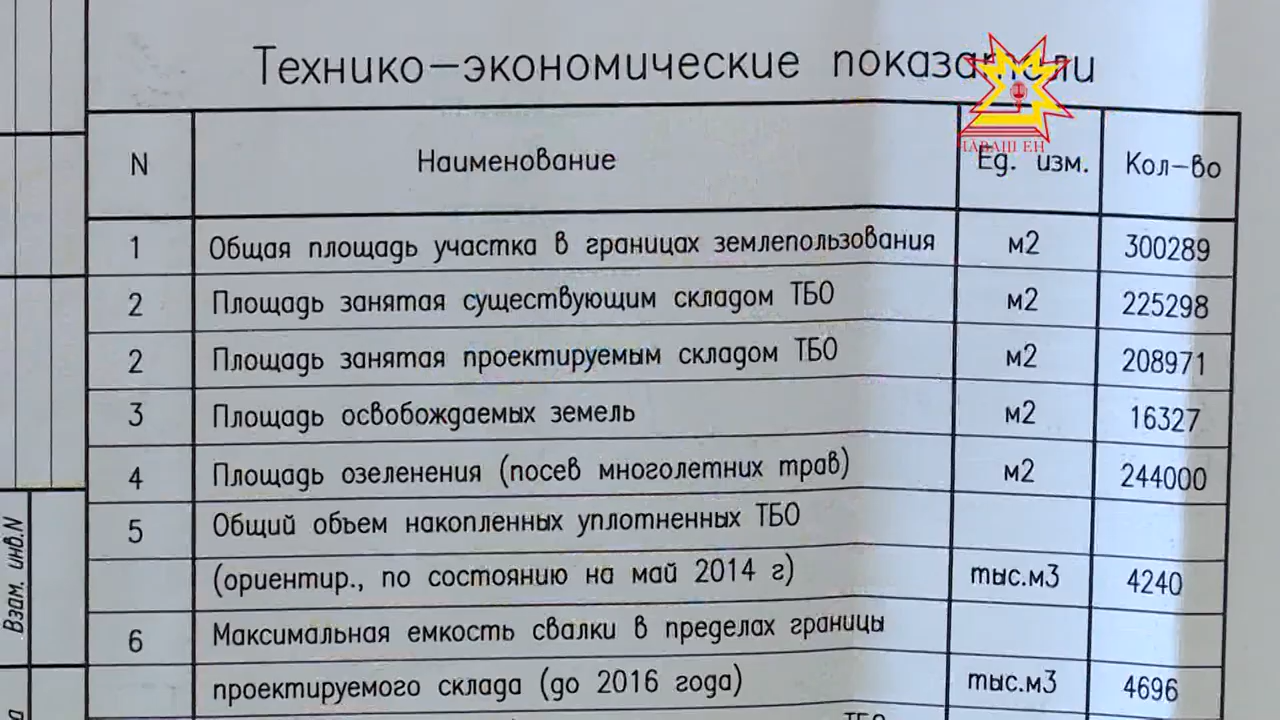 Технико-экономические показатели
ЧАВАШ ЕН
N Наименование Ед. изм. Кол-во
1 Общая площадь участка в границах землепользования м2 300289
2 Площадь занятая существующим складом ТБО м2 225298
2 Площадь занятая проектируемым складом ТБО м2 208971
3 Площадь освобождаемых земель м2 16327
4 Площадь озеленения (посев многолетних трав) м2 244000
5 Общий объем накопленных уплотненных ТБО
(ориентир., по состоянию на май 2014 г) тыс.м3 4240
6 Максимальная емкость свалки в пределах границы
проектируемого склада (до 2016 года) тыс.м3 4696
ТБО
Взам. инв.N